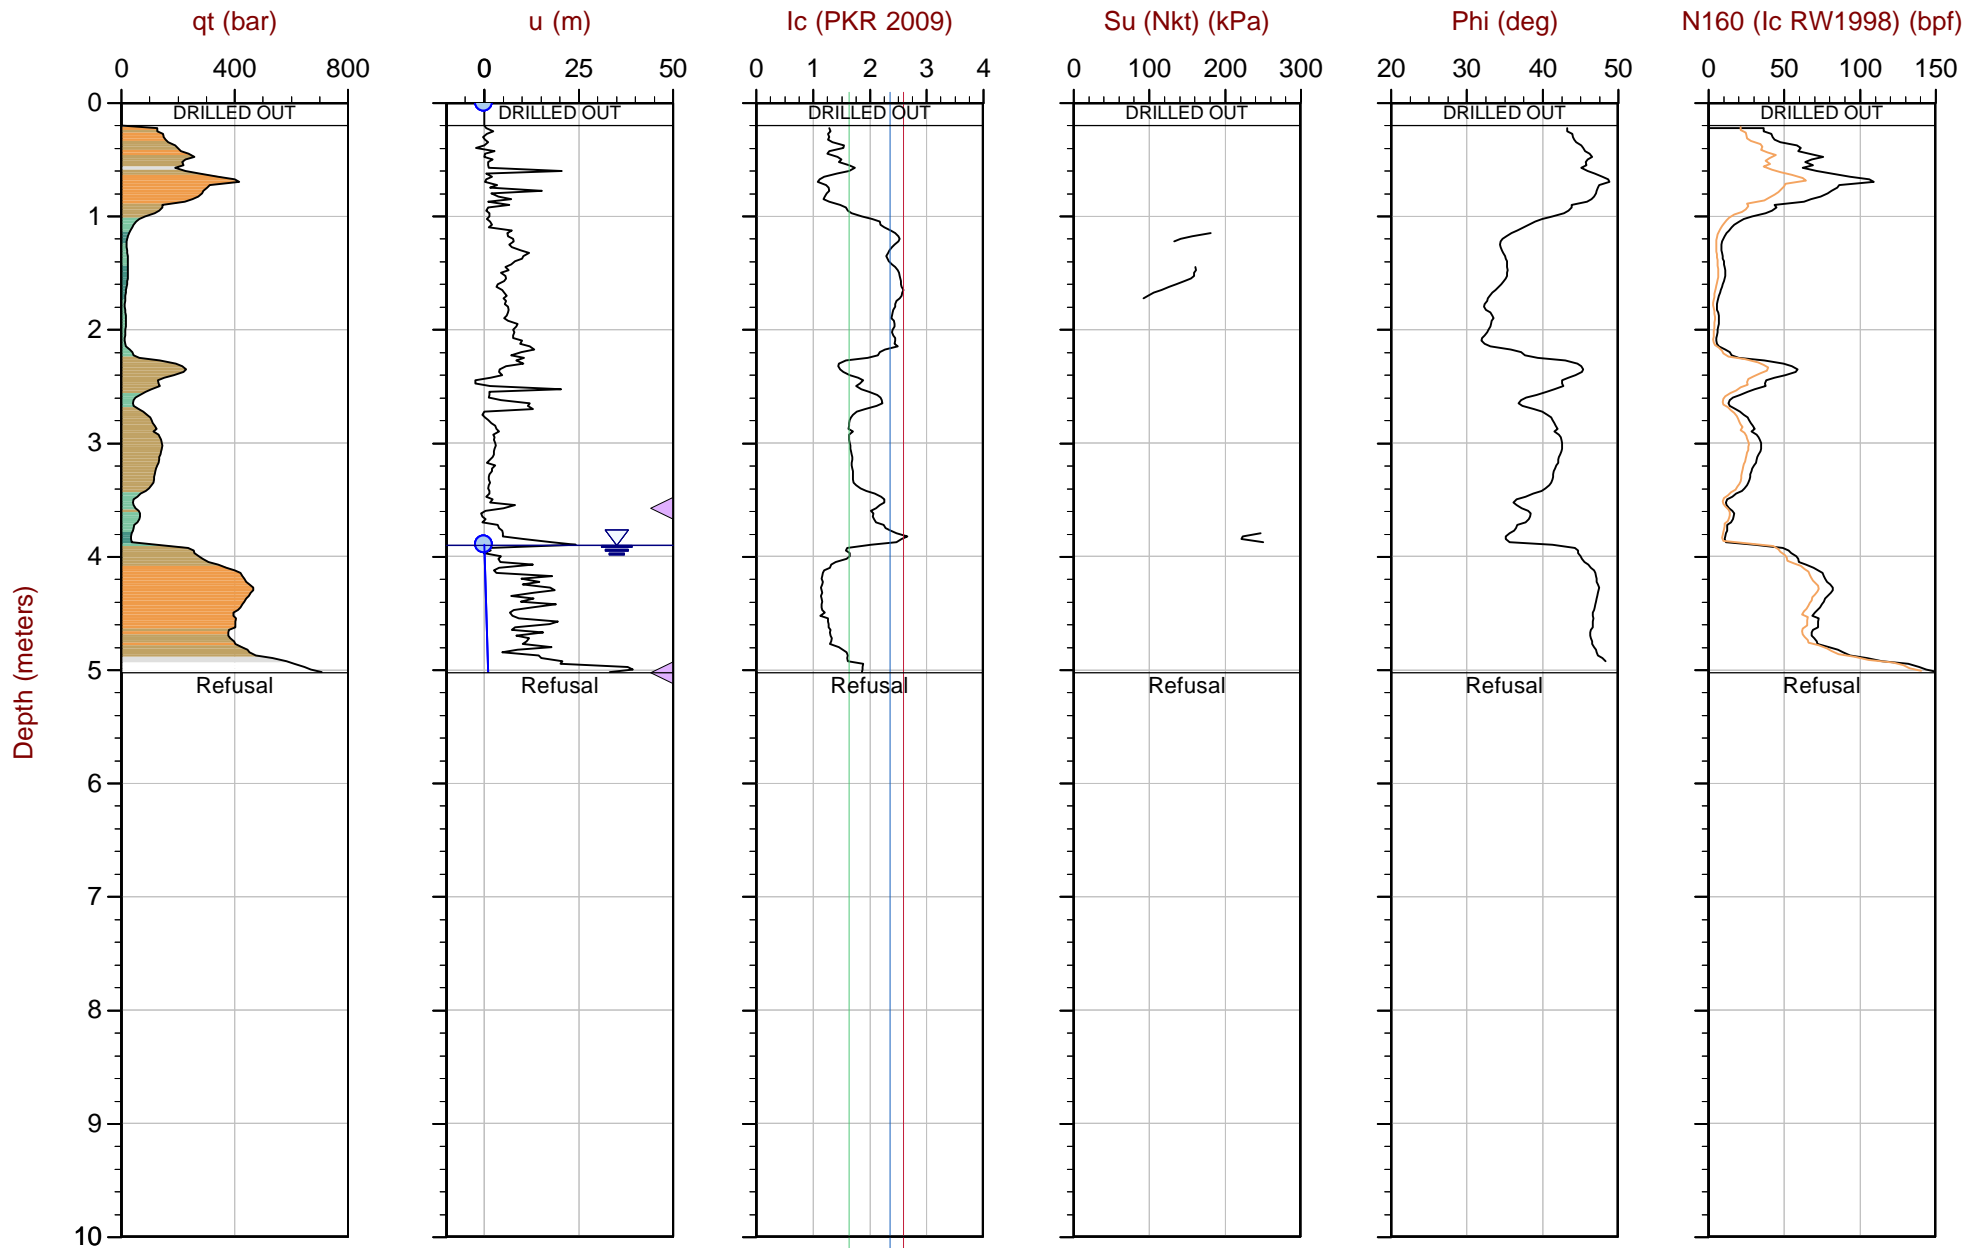 qt (bar) u (m) Ic (PKR 2009) Su (Nkt) (kPa) Phi (deg) N160 (Ic RW1998) (bpf)
0 400 800 0 25 50 0 1 2 3 4 0 100 200 300 20 30 40 50 0 50 100 150
0
DRILLED OUT DRILLED OUT DRILLED OUT DRILLED OUT DRILLED OUT DRILLED OUT
1
2
3
4
5
Refusal Refusal Refusal Refusal Refusal Refusal
Depth (meters)
6
7
8
9
10